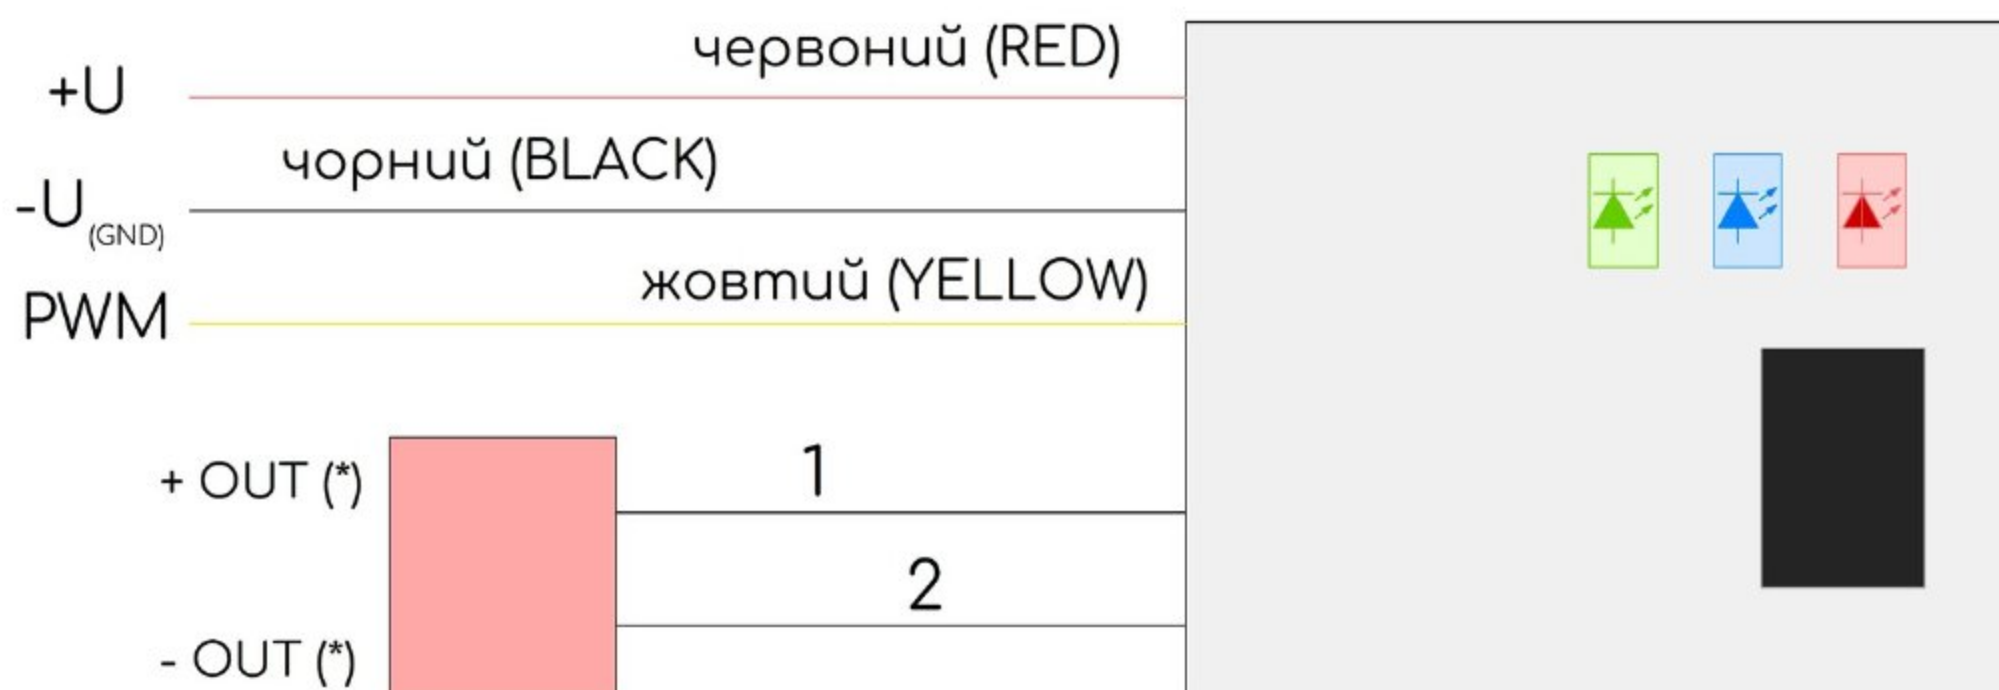 червоний (RED)
+U
чорний (BLACK)
-U (GND)
жовтий (YELLOW)
PWM
1
+ OUT (*)
2
- OUT (*)